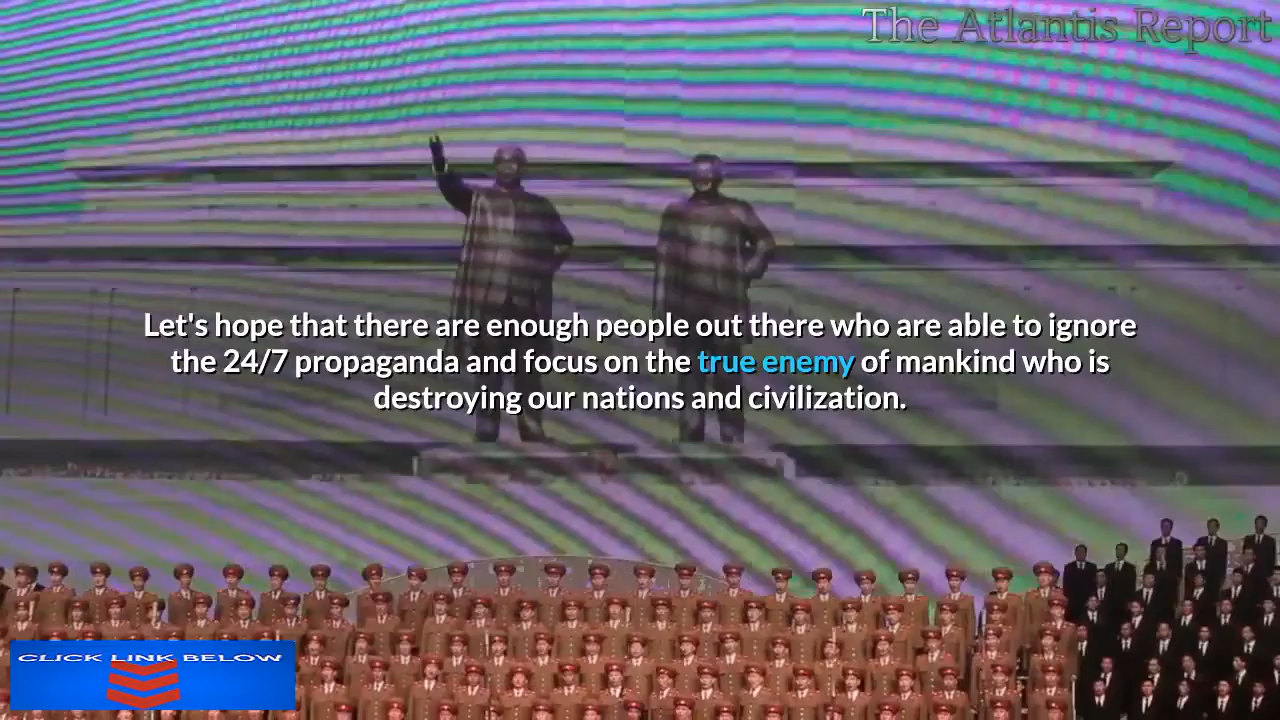 The Atlantis Report
Let's hope that there are enough people out there who are able to ignore
the 24/7 propaganda and focus on the true enemy of mankind who is
destroying our nations and civilization.
CLICK LINK BELOW